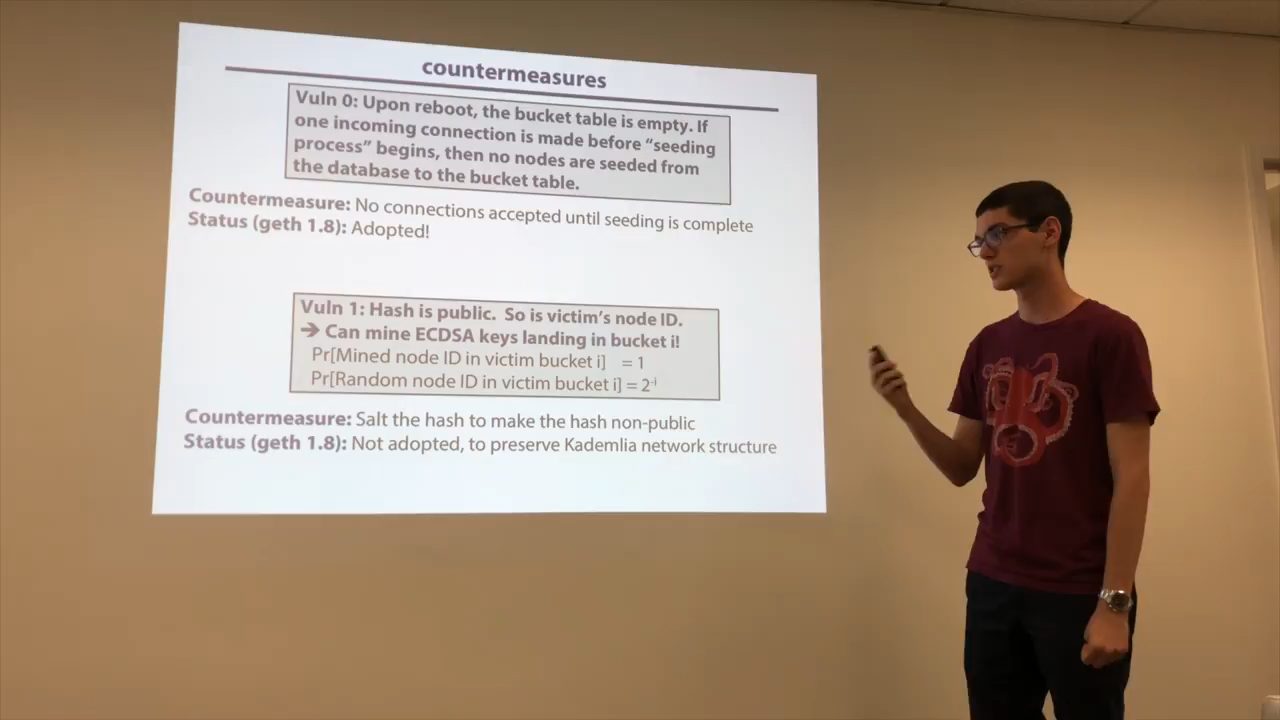 countermeasures
Vuln 0: Upon reboot, the bucket table is empty. If
one incoming connection is made before “seeding
process” begins, then no nodes are seeded from
the database to the bucket table.
Countermeasure: No connections accepted until seeding is complete
Status (geth 1.8): Adopted!
Vuln 1: Hash is public. So is victim’s node ID.
➔ Can mine ECDSA keys landing in bucket i!
Pr[Mined node ID in victim bucket i] = 1
Pr[Random node ID in victim bucket i] = 2⁻ⁱ
Countermeasure: Salt the hash to make the hash non-public
Status (geth 1.8): Not adopted, to preserve Kademlia network structure